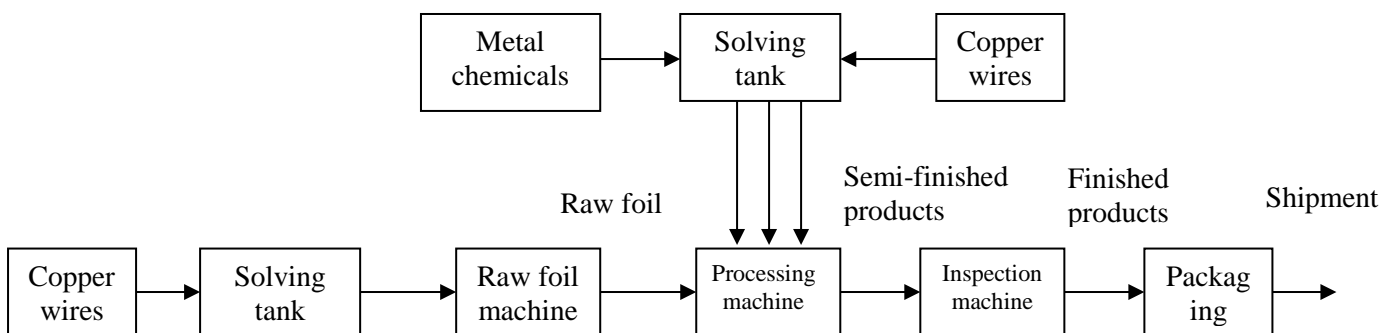 Metal
chemicals
Solving
tank
Copper
wires
Raw foil
Semi-finished
products
Finished
products
Shipment
Copper
wires
Solving
tank
Raw foil
machine
Processing
machine
Inspection
machine
Packag
ing